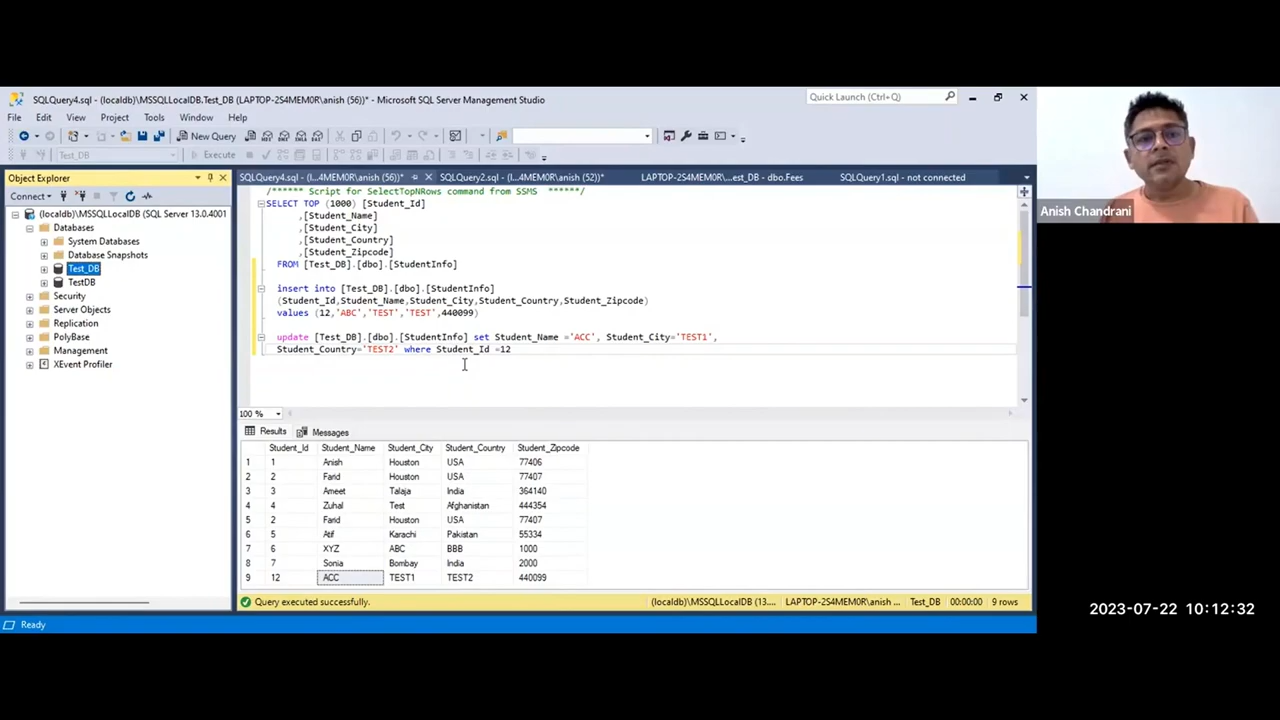 SQLQuery4.sql - (localdb)\MSSQLLocalDB.Test_DB (LAPTOP-2S4MEM0R\anish (56))* - Microsoft SQL Server Management Studio
Quick Launch (Ctrl+Q)
File Edit View Project Tools Window Help
New Query
Test_DB Execute
Object Explorer
SQLQuery4.sql - (l...4MEM0R\anish (56))* SQLQuery2.sql - (l...4MEM0R\anish (52))* LAPTOP-2S4MEM0R...est_DB - dbo.Fees SQLQuery1.sql - not connected
Connect
(localdb)\MSSQLLocalDB (SQL Server 13.0.4001
Databases
System Databases
Database Snapshots
Test_DB
TestDB
Security
Server Objects
Replication
PolyBase
Management
XEvent Profiler
/****** Script for SelectTopNRows command from SSMS ******/
SELECT TOP (1000) [Student_Id]
,[Student_Name]
,[Student_City]
,[Student_Country]
,[Student_Zipcode]
FROM [Test_DB].[dbo].[StudentInfo]
insert into [Test_DB].[dbo].[StudentInfo]
(Student_Id,Student_Name,Student_City,Student_Country,Student_Zipcode)
values (12,'ABC','TEST','TEST',440099)
update [Test_DB].[dbo].[StudentInfo] set Student_Name ='ACC', Student_City='TEST1',
Student_Country='TEST2' where Student_Id =12
100 %
Results Messages
Student_Id Student_Name Student_City Student_Country Student_Zipcode
1 1 Anish Houston USA 77406
2 2 Farid Houston USA 77407
3 3 Ameet Talaja India 364140
4 4 Zuhal Test Afghanistan 444354
5 2 Farid Houston USA 77407
6 5 Atif Karachi Pakistan 55334
7 6 XYZ ABC BBB 1000
8 7 Sonia Bombay India 2000
9 12 ACC TEST1 TEST2 440099
Query executed successfully. (localdb)\MSSQLLocalDB (13.... LAPTOP-2S4MEM0R\anish ... Test_DB 00:00:00 9 rows
Ready
Anish Chandrani
2023-07-22 10:12:32